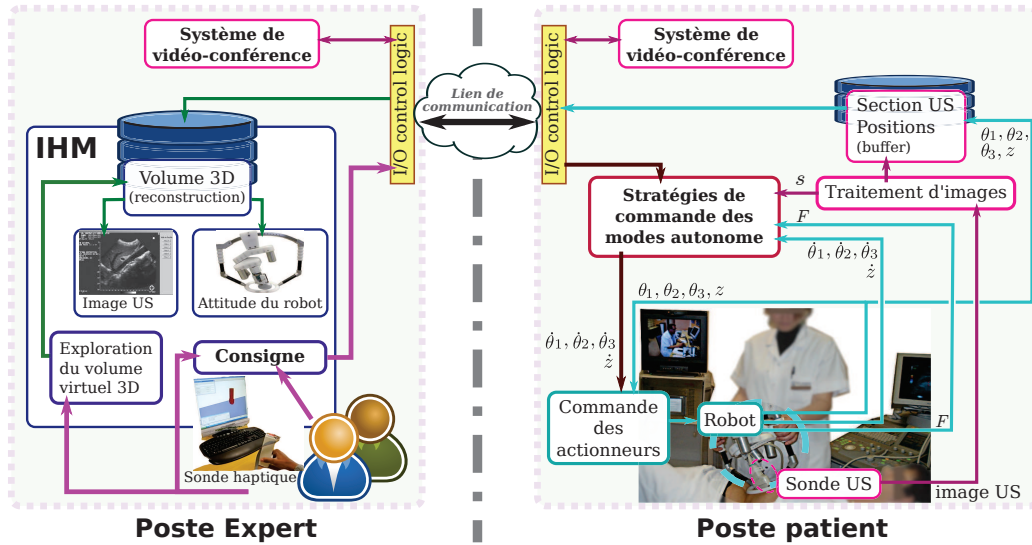 Système de
vidéo-conférence
I/O control logic
IHM
Volume 3D
(reconstruction)
Image US
Attitude du robot
Exploration
du volume
virtuel 3D
Consigne
Sonde haptique
Poste Expert
Lien de
communication
I/O control logic
Système de
vidéo-conférence
Section US
Positions
(buffer)
θ₁, θ₂,
θ₃, z
Traitement d'images
s
Stratégies de
commande des
modes autonome
F
θ̇₁, θ̇₂, θ̇₃
ż
θ₁, θ₂, θ₃, z
θ̇₁, θ̇₂, θ̇₃
ż
Commande
des
actionneurs
Robot
F
Sonde US
image US
Poste patient